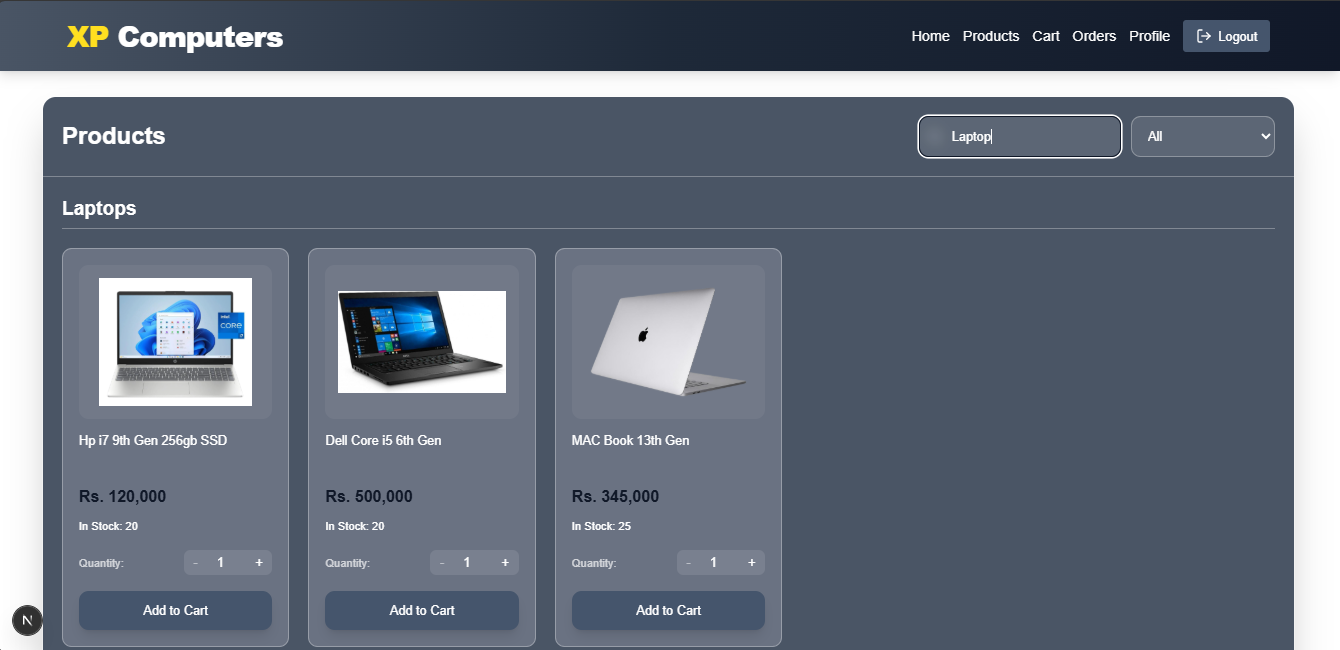 XP Computers
Home Products Cart Orders Profile Logout
Products
Laptop
All
Laptops
intel
CORE
Hp i7 9th Gen 256gb SSD
Dell Core i5 6th Gen
MAC Book 13th Gen
Rs. 120,000
Rs. 500,000
Rs. 345,000
In Stock: 20
In Stock: 20
In Stock: 25
Quantity: - 1 +
Quantity: - 1 +
Quantity: - 1 +
Add to Cart
Add to Cart
Add to Cart
N